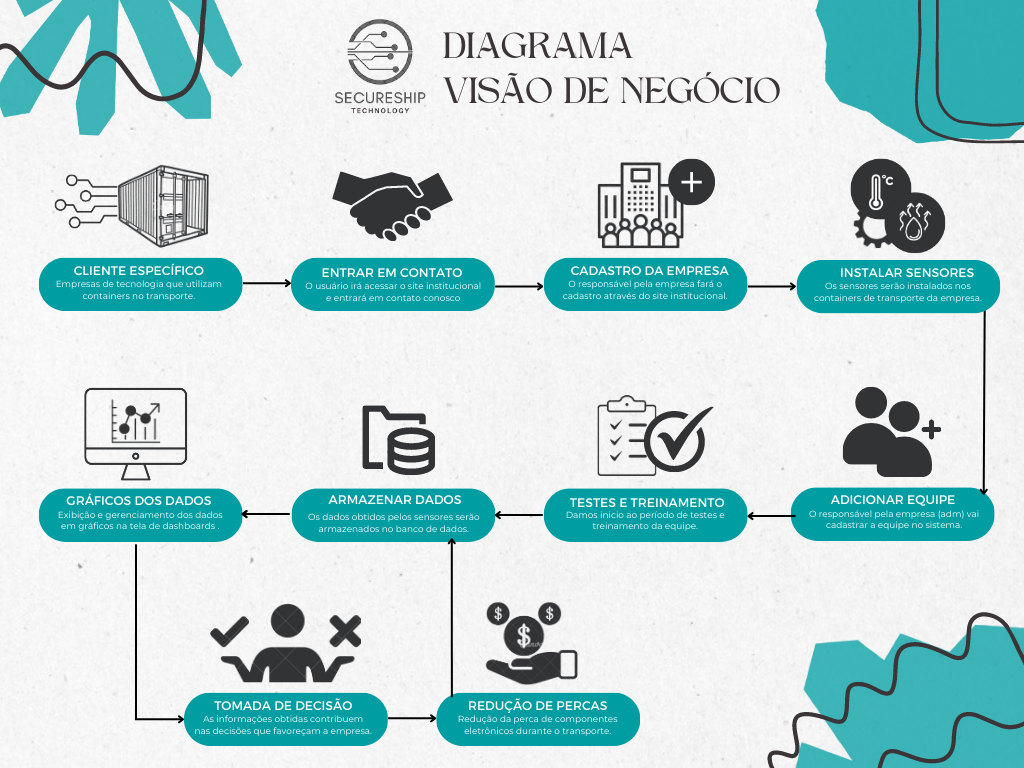 SECURESHIP
TECHNOLOGY
DIAGRAMA
VISÃO DE NEGÓCIO
°C
CLIENTE ESPECÍFICO
Empresas de tecnologia que utilizam
containers no transporte.
ENTRAR EM CONTATO
O usuário irá acessar o site institucional
e entrará em contato conosco
CADASTRO DA EMPRESA
O responsável pela empresa fará o
cadastro através do site institucional.
INSTALAR SENSORES
Os sensores serão instalados nos
containers de transporte da empresa.
ADICIONAR EQUIPE
O responsável pela empresa (adm) vai
cadastrar a equipe no sistema.
TESTES E TREINAMENTO
Damos inicio ao período de testes e
treinamento da equipe.
ARMAZENAR DADOS
Os dados obtidos pelos sensores serão
armazenados no banco de dados.
GRÁFICOS DOS DADOS
Exibição e gerenciamento dos dados
em gráficos na tela de dashboards .
$ $
$
TOMADA DE DECISÃO
As informações obtidas contribuem
nas decisões que favoreçam a empresa.
REDUÇÃO DE PERCAS
Redução da perca de componentes
eletrônicos durante o transporte.